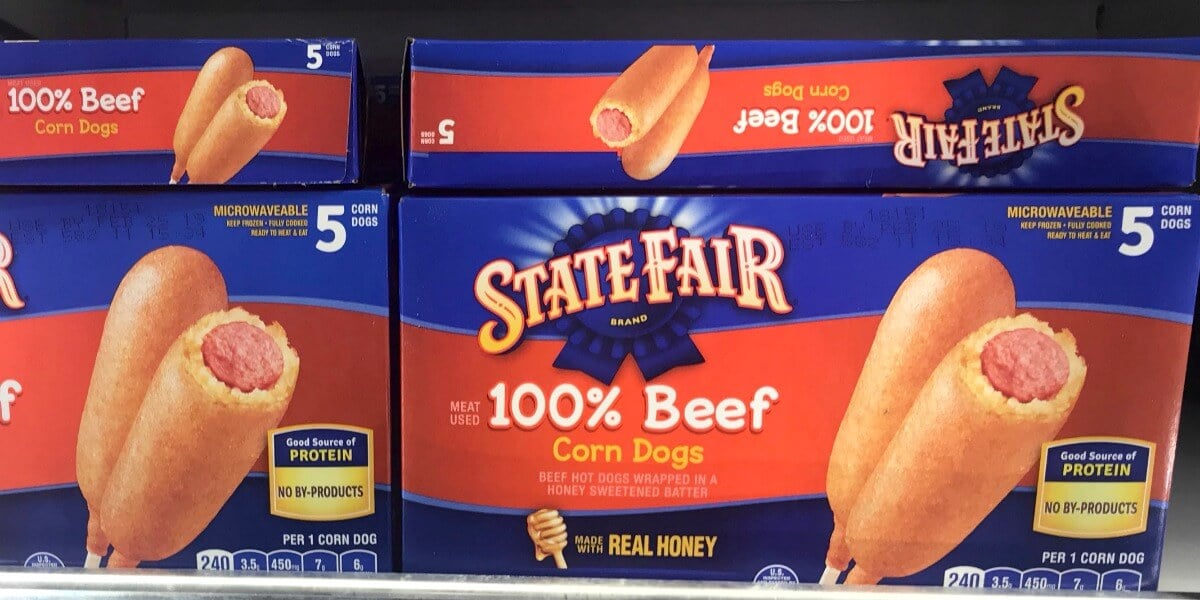 MEAT USED
100% Beef
Corn Dogs
5 CORN DOGS
STATE FAIR
BRAND
MEAT USED
100% Beef
Corn Dogs
5 CORN DOGS
R
f
MICROWAVEABLE
KEEP FROZEN • FULLY COOKED
READY TO HEAT & EAT
5 CORN DOGS
Good Source of
PROTEIN
NO BY-PRODUCTS
PER 1 CORN DOG
240 3.5g 450mg 7g 6g
U.S.
STATE FAIR
BRAND
MEAT USED
100% Beef
Corn Dogs
BEEF HOT DOGS WRAPPED IN A
HONEY SWEETENED BATTER
MADE WITH REAL HONEY
MICROWAVEABLE
KEEP FROZEN • FULLY COOKED
READY TO HEAT & EAT
5 CORN DOGS
Good Source of
PROTEIN
NO BY-PRODUCTS
PER 1 CORN DOG
240 3.5g 450mg 7g 6g
U.S.
INSPECTED